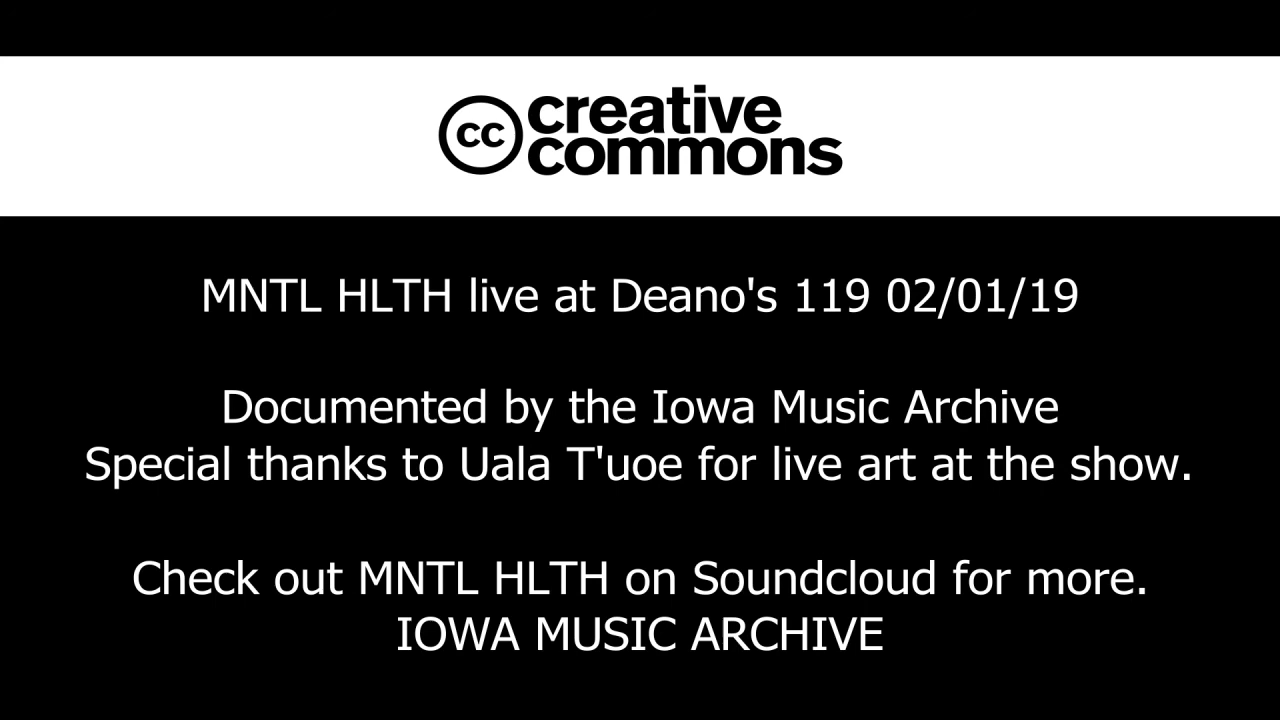 cc creative
commons
MNTL HLTH live at Deano's 119 02/01/19
Documented by the Iowa Music Archive
Special thanks to Uala T'uoe for live art at the show.
Check out MNTL HLTH on Soundcloud for more.
IOWA MUSIC ARCHIVE